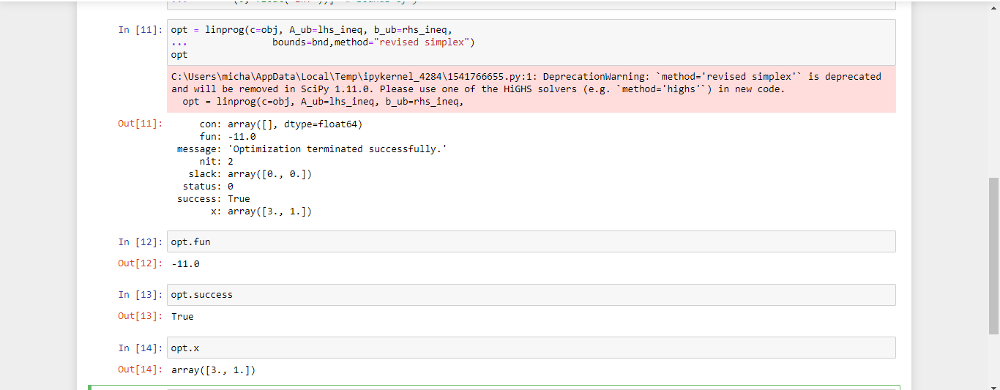 In [11]: opt = linprog(c=obj, A_ub=lhs_ineq, b_ub=rhs_ineq,
...               bounds=bnd,method="revised simplex")
opt
C:\Users\micha\AppData\Local\Temp\ipykernel_4284\1541766655.py:1: DeprecationWarning: `method='revised simplex'` is deprecated
and will be removed in SciPy 1.11.0. Please use one of the HiGHS solvers (e.g. `method='highs'`) in new code.
  opt = linprog(c=obj, A_ub=lhs_ineq, b_ub=rhs_ineq,
Out[11]:      con: array([], dtype=float64)
     fun: -11.0
 message: 'Optimization terminated successfully.'
     nit: 2
   slack: array([0., 0.])
  status: 0
 success: True
       x: array([3., 1.])
In [12]: opt.fun
Out[12]: -11.0
In [13]: opt.success
Out[13]: True
In [14]: opt.x
Out[14]: array([3., 1.])